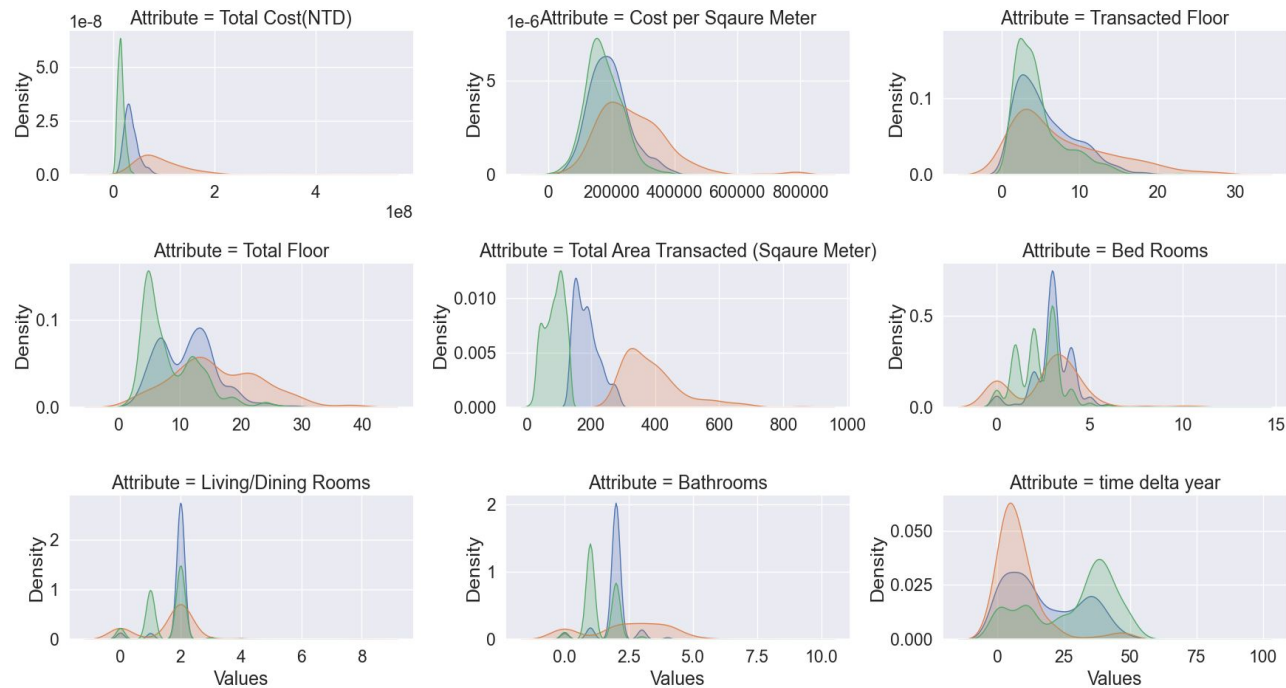 1e-8 Attribute = Total Cost(NTD)
1e-6 Attribute = Cost per Sqaure Meter
Attribute = Transacted Floor
Density
5.0
2.5
0.0
0 2 4
1e8
Density
5
0
0 200000 400000 600000 800000
Density
0.1
0.0
0 10 20 30
Attribute = Total Floor
Attribute = Total Area Transacted (Sqaure Meter)
Attribute = Bed Rooms
Density
0.1
0.0
0 10 20 30 40
Density
0.010
0.005
0.000
0 200 400 600 800 1000
Density
0.5
0.0
0 5 10 15
Attribute = Living/Dining Rooms
Attribute = Bathrooms
Attribute = time delta year
Density
2
1
0
0 2 4 6 8
Values
Density
2
1
0
0.0 2.5 5.0 7.5 10.0
Values
Density
0.050
0.025
0.000
0 25 50 75 100
Values